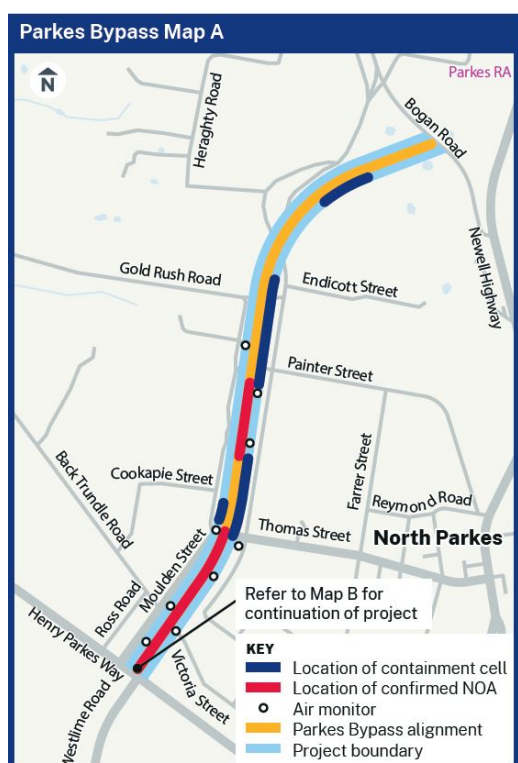 Parkes Bypass Map A
N
Parkes RA
Bogan Road
Heraghty Road
Newell Highway
Gold Rush Road
Endicott Street
Painter Street
Farrer Street
Back Trundle Road
Cookapie Street
Reymond Road
Moulden Street
Thomas Street
North Parkes
Ross Road
Henry Parkes Way
Refer to Map B for
continuation of project
Victoria Street
Westlime Road
KEY
Location of containment cell
Location of confirmed NOA
Air monitor
Parkes Bypass alignment
Project boundary